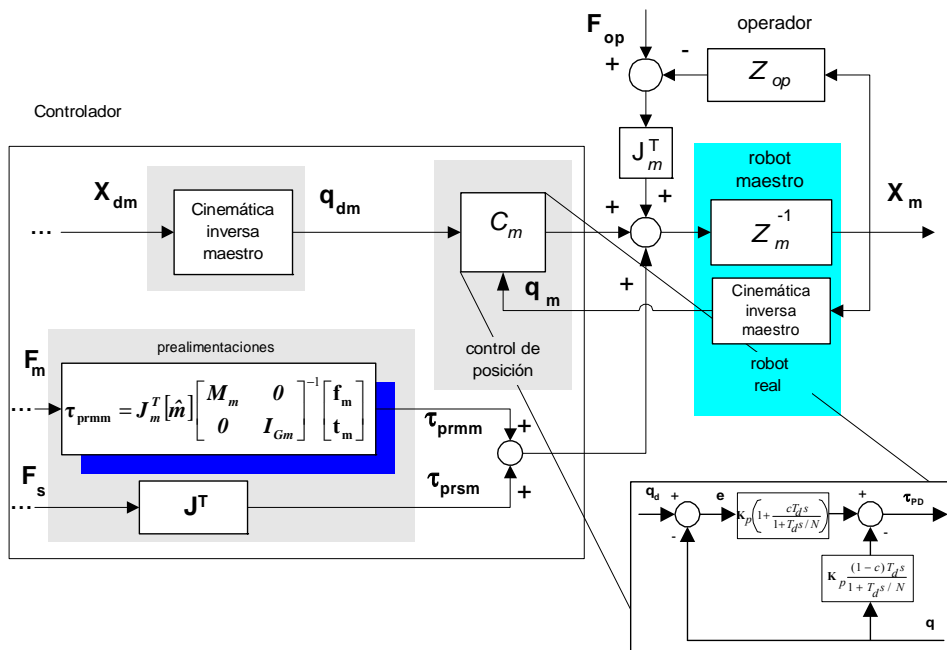 F op
operador
+
-
Z op
Controlador
J m T
robot
maestro
X dm
q dm
X m
...
Cinemática
inversa
maestro
C m
+
+
+
Z m -1
q m
Cinemática
inversa
maestro
prealimentaciones
control de
posición
robot
real
F m
...
τ prmm = J m T [m̂] [ M m 0 0 I Gm ] -1 [ f m t m ]
τ prmm
+
F s
...
J T
τ prsm
+
q d
+
-
e
K p (1 + cT d s / 1+T d s / N)
+
-
τ PD
K p (1 − c) T d s / 1 + T d s / N
q